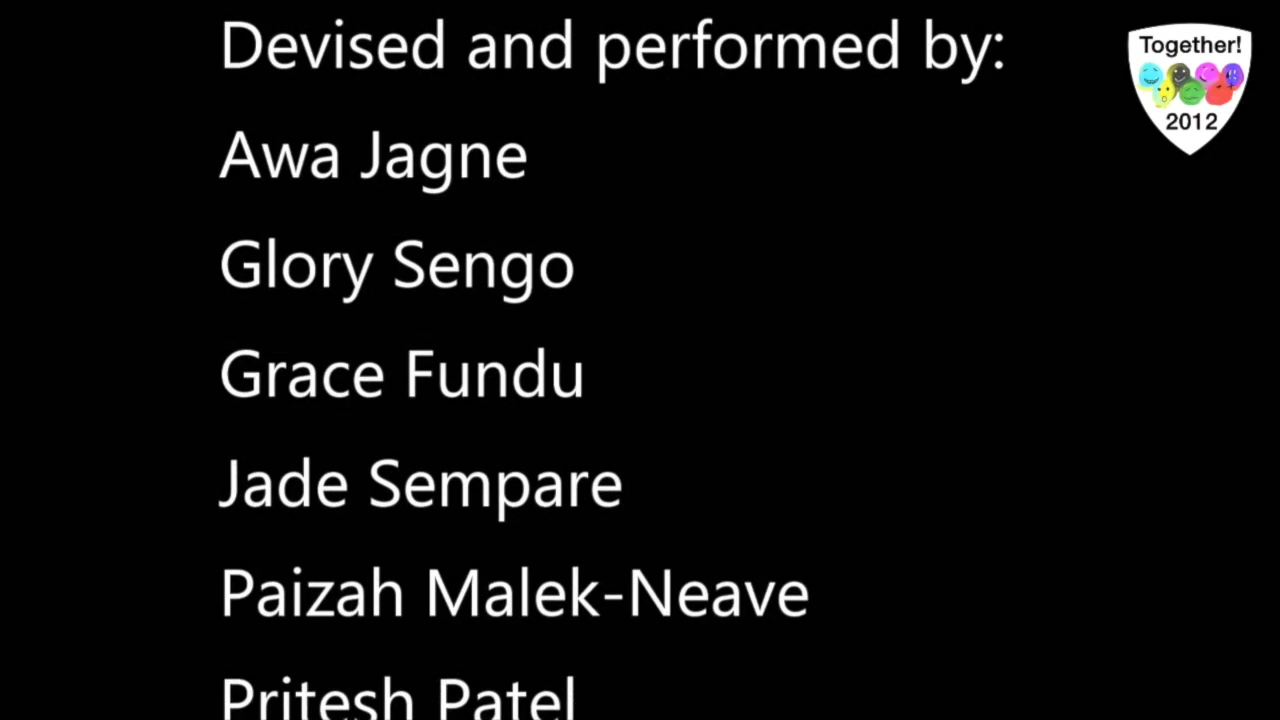 Devised and performed by:
Together!
2012
Awa Jagne
Glory Sengo
Grace Fundu
Jade Sempare
Paizah Malek-Neave
Pritesh Patel